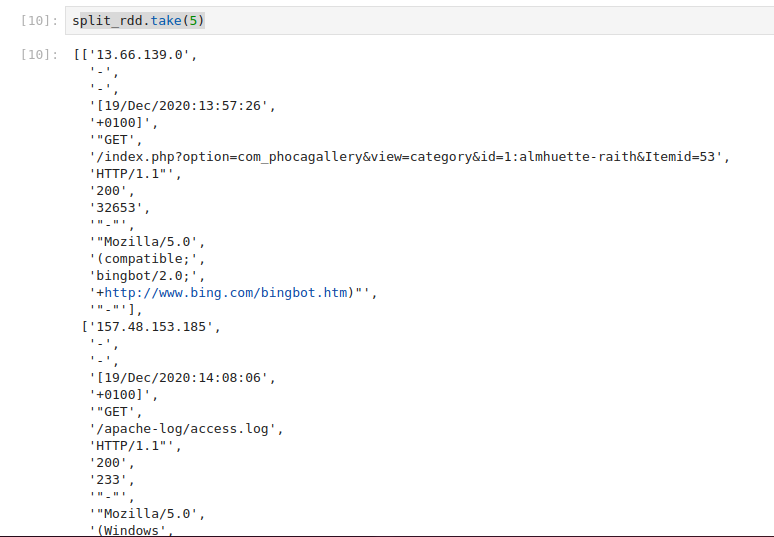 [10]: split_rdd.take(5)
[10]: [['13.66.139.0',
'-',
'-',
'[19/Dec/2020:13:57:26',
'+0100]',
'"GET',
'/index.php?option=com_phocagallery&view=category&id=1:almhuette-raith&Itemid=53',
'HTTP/1.1"',
'200',
'32653',
'"-"',
'"Mozilla/5.0',
'(compatible;',
'bingbot/2.0;',
'+http://www.bing.com/bingbot.htm)"',
'"-"'],
['157.48.153.185',
'-',
'-',
'[19/Dec/2020:14:08:06',
'+0100]',
'"GET',
'/apache-log/access.log',
'HTTP/1.1"',
'200',
'233',
'"-"',
'"Mozilla/5.0',
'(Windows',